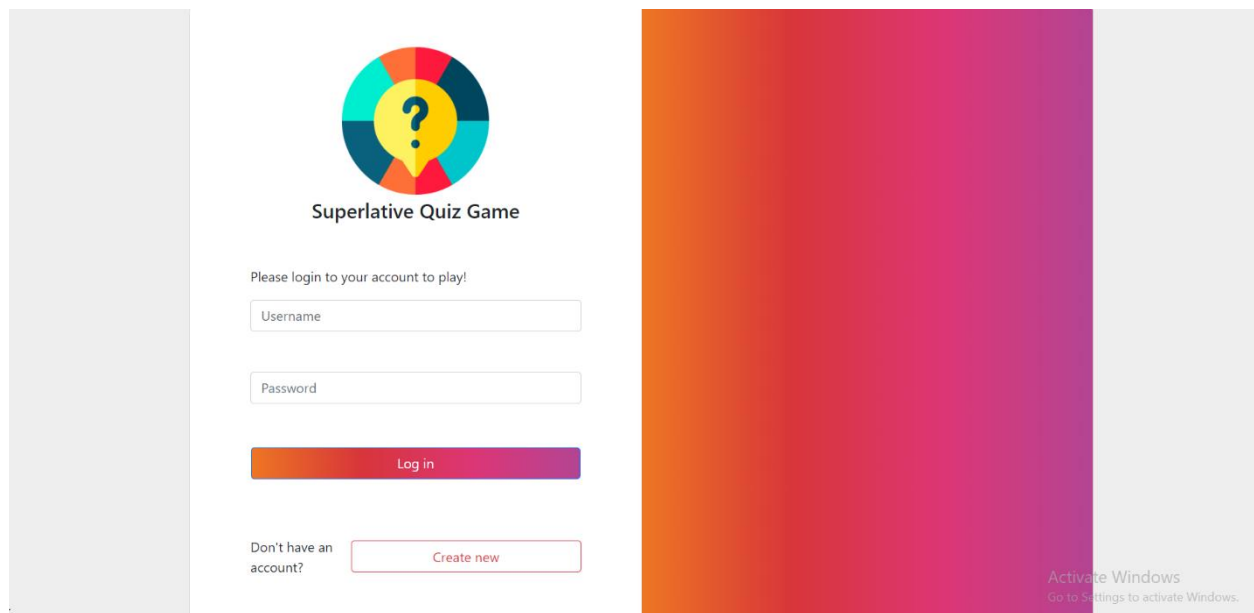 ?
Superlative Quiz Game
Please login to your account to play!
Username
Password
Log in
Don't have an
account?
Create new
Activate Windows
Go to Settings to activate Windows.